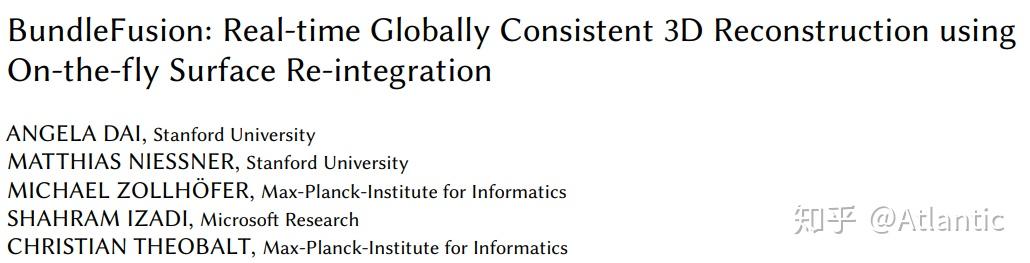 BundleFusion: Real-time Globally Consistent 3D Reconstruction using
On-the-fly Surface Re-integration
ANGELA DAI, Stanford University
MATTHIAS NIESSNER, Stanford University
MICHAEL ZOLLHÖFER, Max-Planck-Institute for Informatics
SHAHRAM IZADI, Microsoft Research
CHRISTIAN THEOBALT, Max-Planck-Institute for Informatics
知乎 @Atlantic